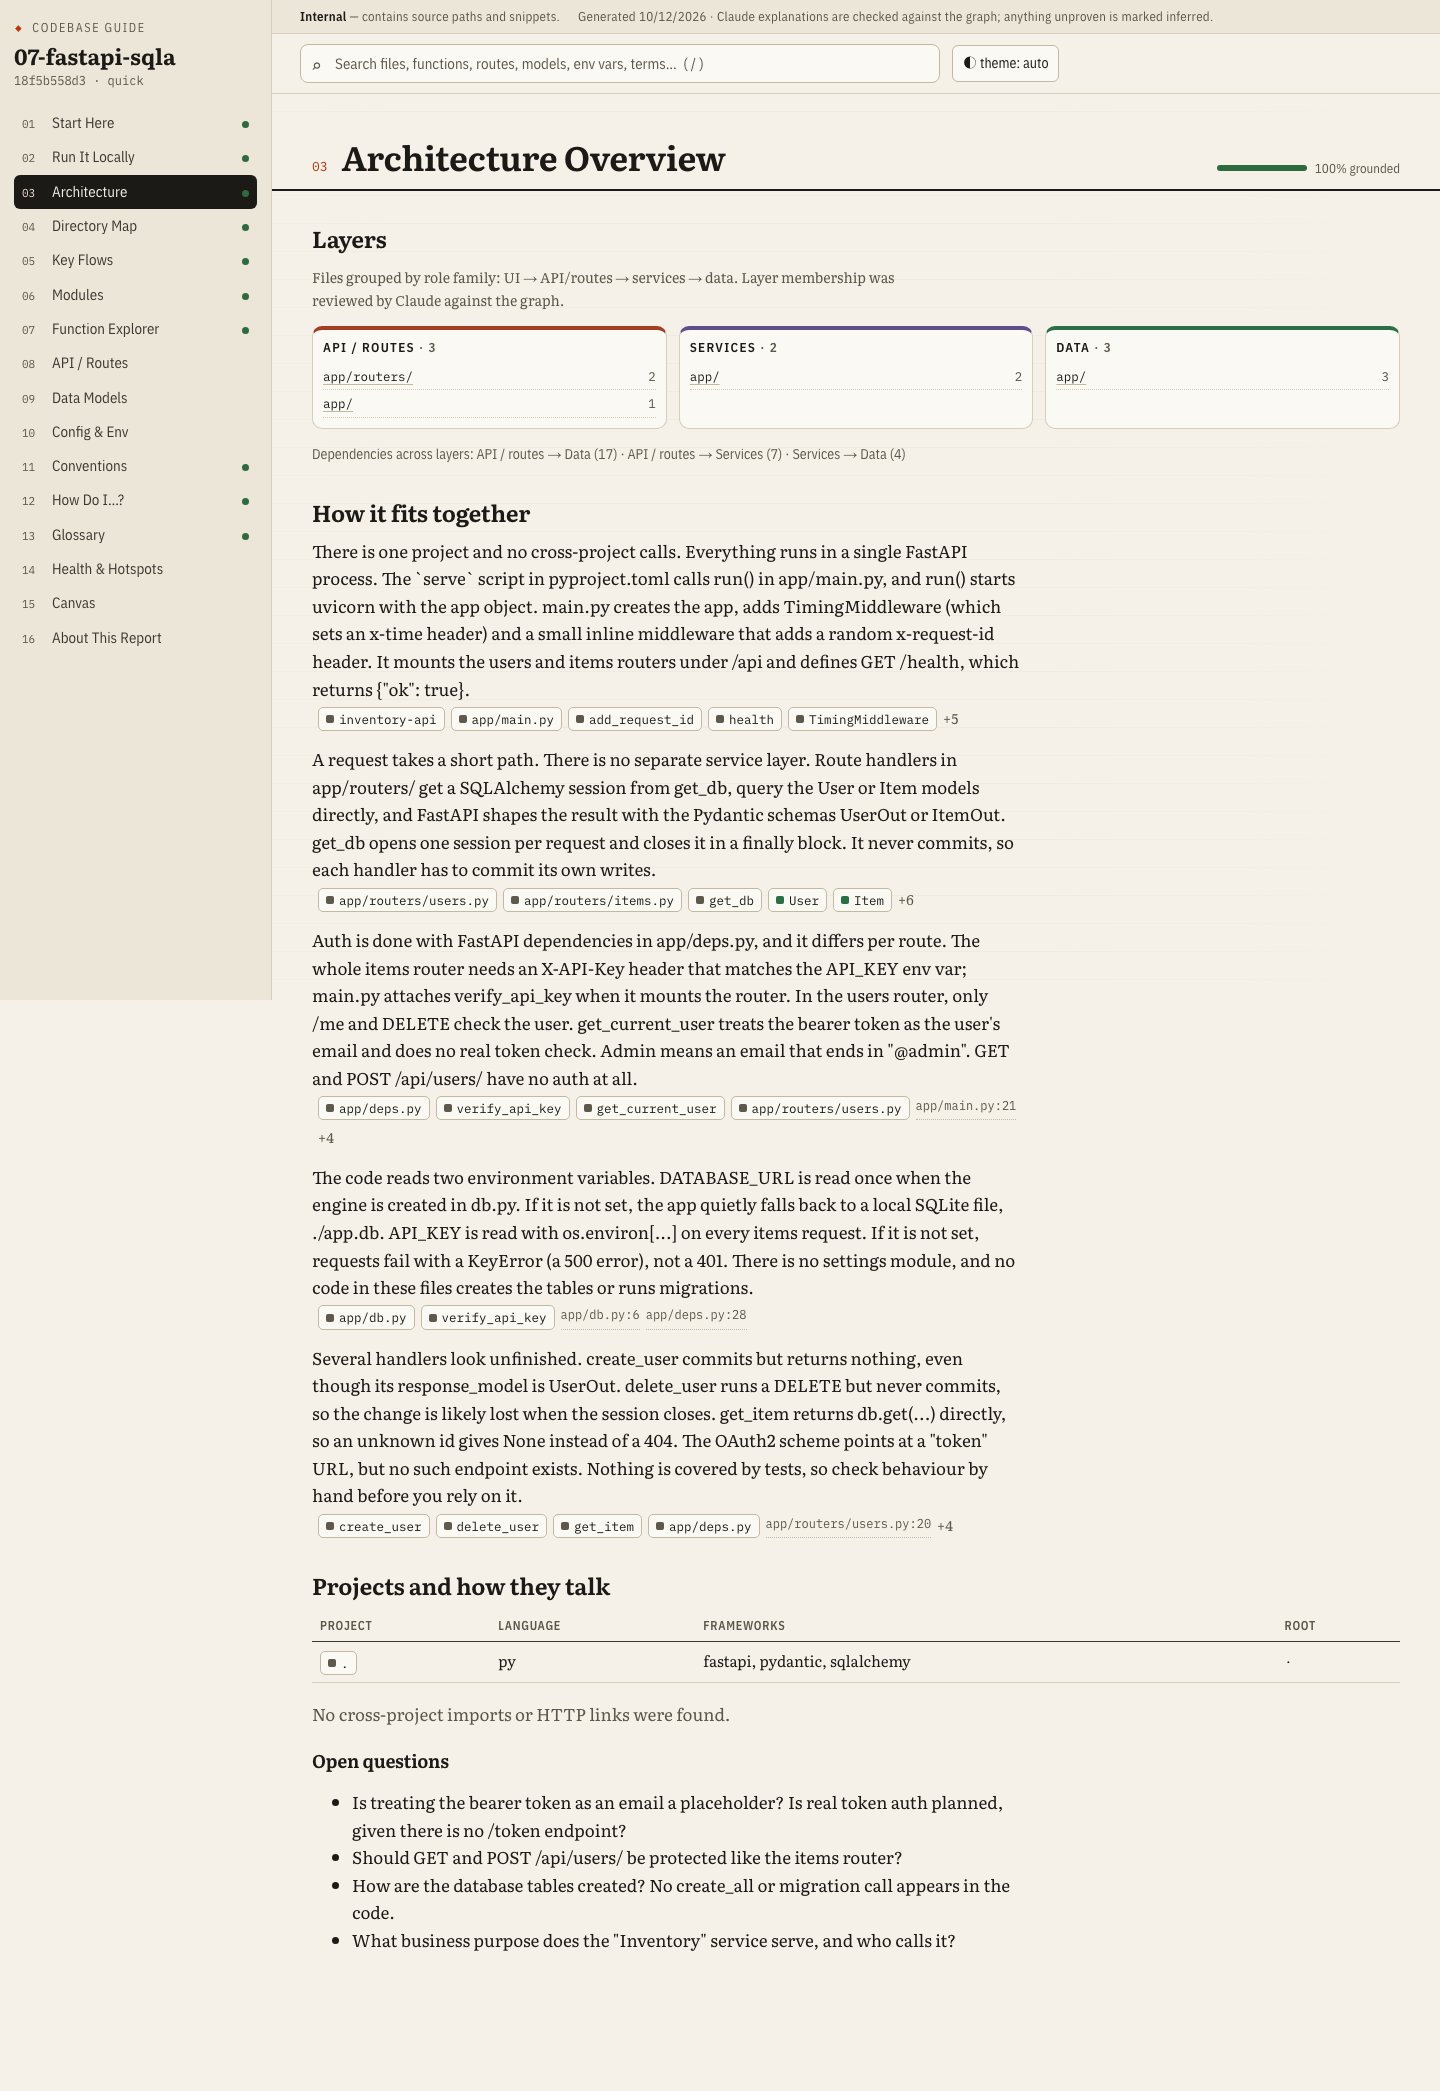 ◆ CODEBASE GUIDE
07-fastapi-sqla
18f5b558d3 · quick
01 Start Here
02 Run It Locally
03 Architecture
04 Directory Map
05 Key Flows
06 Modules
07 Function Explorer
08 API / Routes
09 Data Models
10 Config & Env
11 Conventions
12 How Do I…?
13 Glossary
14 Health & Hotspots
15 Canvas
16 About This Report
Internal — contains source paths and snippets. Generated 10/12/2026 · Claude explanations are checked against the graph; anything unproven is marked inferred.
⌕ Search files, functions, routes, models, env vars, terms… ( / )
◐ theme: auto
03 Architecture Overview
100% grounded
Layers
Files grouped by role family: UI → API/routes → services → data. Layer membership was
reviewed by Claude against the graph.
API / ROUTES · 3
app/routers/ 2
app/ 1
SERVICES · 2
app/ 2
DATA · 3
app/ 3
Dependencies across layers: API / routes → Data (17) · API / routes → Services (7) · Services → Data (4)
How it fits together
There is one project and no cross-project calls. Everything runs in a single FastAPI
process. The `serve` script in pyproject.toml calls run() in app/main.py, and run() starts
uvicorn with the app object. main.py creates the app, adds TimingMiddleware (which
sets an x-time header) and a small inline middleware that adds a random x-request-id
header. It mounts the users and items routers under /api and defines GET /health, which
returns {"ok": true}.
inventory-api app/main.py add_request_id health TimingMiddleware +5
A request takes a short path. There is no separate service layer. Route handlers in
app/routers/ get a SQLAlchemy session from get_db, query the User or Item models
directly, and FastAPI shapes the result with the Pydantic schemas UserOut or ItemOut.
get_db opens one session per request and closes it in a finally block. It never commits, so
each handler has to commit its own writes.
app/routers/users.py app/routers/items.py get_db User Item +6
Auth is done with FastAPI dependencies in app/deps.py, and it differs per route. The
whole items router needs an X-API-Key header that matches the API_KEY env var;
main.py attaches verify_api_key when it mounts the router. In the users router, only
/me and DELETE check the user. get_current_user treats the bearer token as the user's
email and does no real token check. Admin means an email that ends in "@admin". GET
and POST /api/users/ have no auth at all.
app/deps.py verify_api_key get_current_user app/routers/users.py app/main.py:21
+4
The code reads two environment variables. DATABASE_URL is read once when the
engine is created in db.py. If it is not set, the app quietly falls back to a local SQLite file,
./app.db. API_KEY is read with os.environ[...] on every items request. If it is not set,
requests fail with a KeyError (a 500 error), not a 401. There is no settings module, and no
code in these files creates the tables or runs migrations.
app/db.py verify_api_key app/db.py:6 app/deps.py:28
Several handlers look unfinished. create_user commits but returns nothing, even
though its response_model is UserOut. delete_user runs a DELETE but never commits,
so the change is likely lost when the session closes. get_item returns db.get(...) directly,
so an unknown id gives None instead of a 404. The OAuth2 scheme points at a "token"
URL, but no such endpoint exists. Nothing is covered by tests, so check behaviour by
hand before you rely on it.
create_user delete_user get_item app/deps.py app/routers/users.py:20 +4
Projects and how they talk
PROJECT LANGUAGE FRAMEWORKS ROOT
. py fastapi, pydantic, sqlalchemy .
No cross-project imports or HTTP links were found.
Open questions
• Is treating the bearer token as an email a placeholder? Is real token auth planned,
given there is no /token endpoint?
• Should GET and POST /api/users/ be protected like the items router?
• How are the database tables created? No create_all or migration call appears in the
code.
• What business purpose does the "Inventory" service serve, and who calls it?